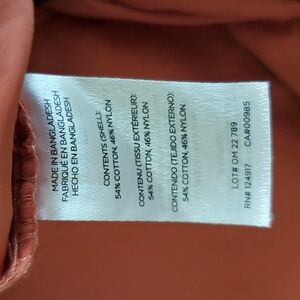 MADE IN BANGLADESH
FABRIQUÉ EN BANGLADESH
HECHO EN BANGLADESH
CONTENTS (SHELL):
54% COTTON, 46% NYLON
CONTENU (TISSU EXTÉRIEUR):
54% COTTON, 46% NYLON
CONTENIDO (TEJIDO EXTERNO):
54% COTTON, 46% NYLON
LOT# OM 22 789
RN# 124917 CA#00985